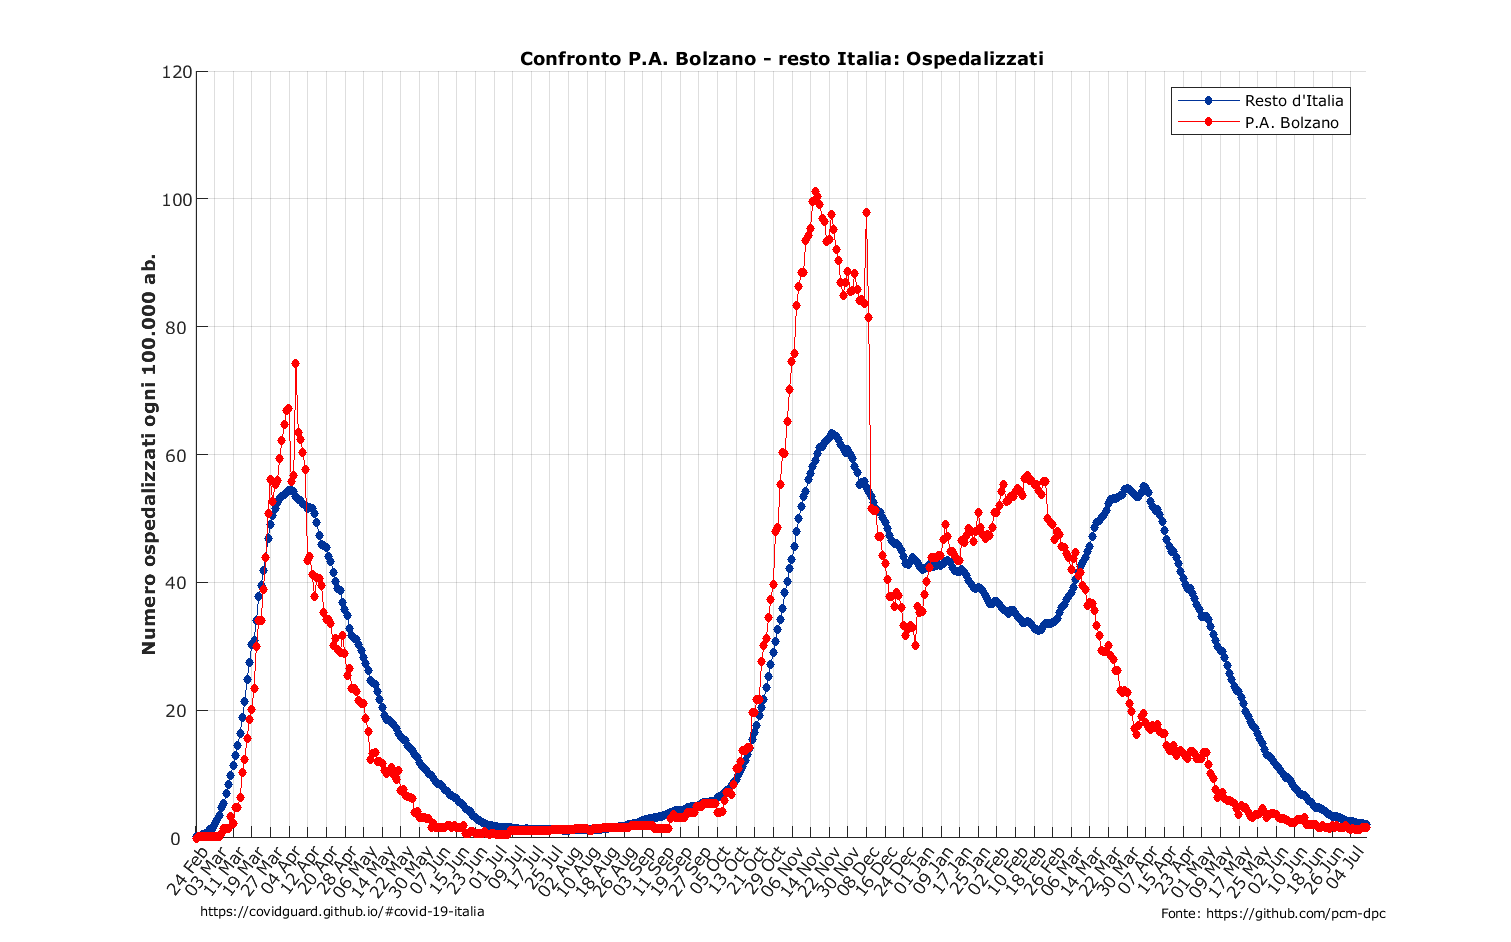 Confronto P.A. Bolzano - resto Italia: Ospedalizzati
Resto d'Italia
P.A. Bolzano
Numero ospedalizzati ogni 100.000 ab.
120
100
80
60
40
20
0
24 Feb
03 Mar
11 Mar
19 Mar
27 Mar
04 Apr
12 Apr
20 Apr
28 Apr
06 May
14 May
22 May
30 May
07 Jun
15 Jun
23 Jun
01 Jul
09 Jul
17 Jul
25 Jul
02 Aug
10 Aug
18 Aug
26 Aug
03 Sep
11 Sep
19 Sep
27 Sep
05 Oct
13 Oct
21 Oct
29 Oct
06 Nov
14 Nov
22 Nov
30 Nov
08 Dec
16 Dec
24 Dec
01 Jan
09 Jan
17 Jan
25 Jan
02 Feb
10 Feb
18 Feb
26 Feb
06 Mar
14 Mar
22 Mar
30 Mar
07 Apr
15 Apr
23 Apr
01 May
09 May
17 May
25 May
02 Jun
10 Jun
18 Jun
26 Jun
04 Jul
https://covidguard.github.io/#covid-19-italia
Fonte: https://github.com/pcm-dpc